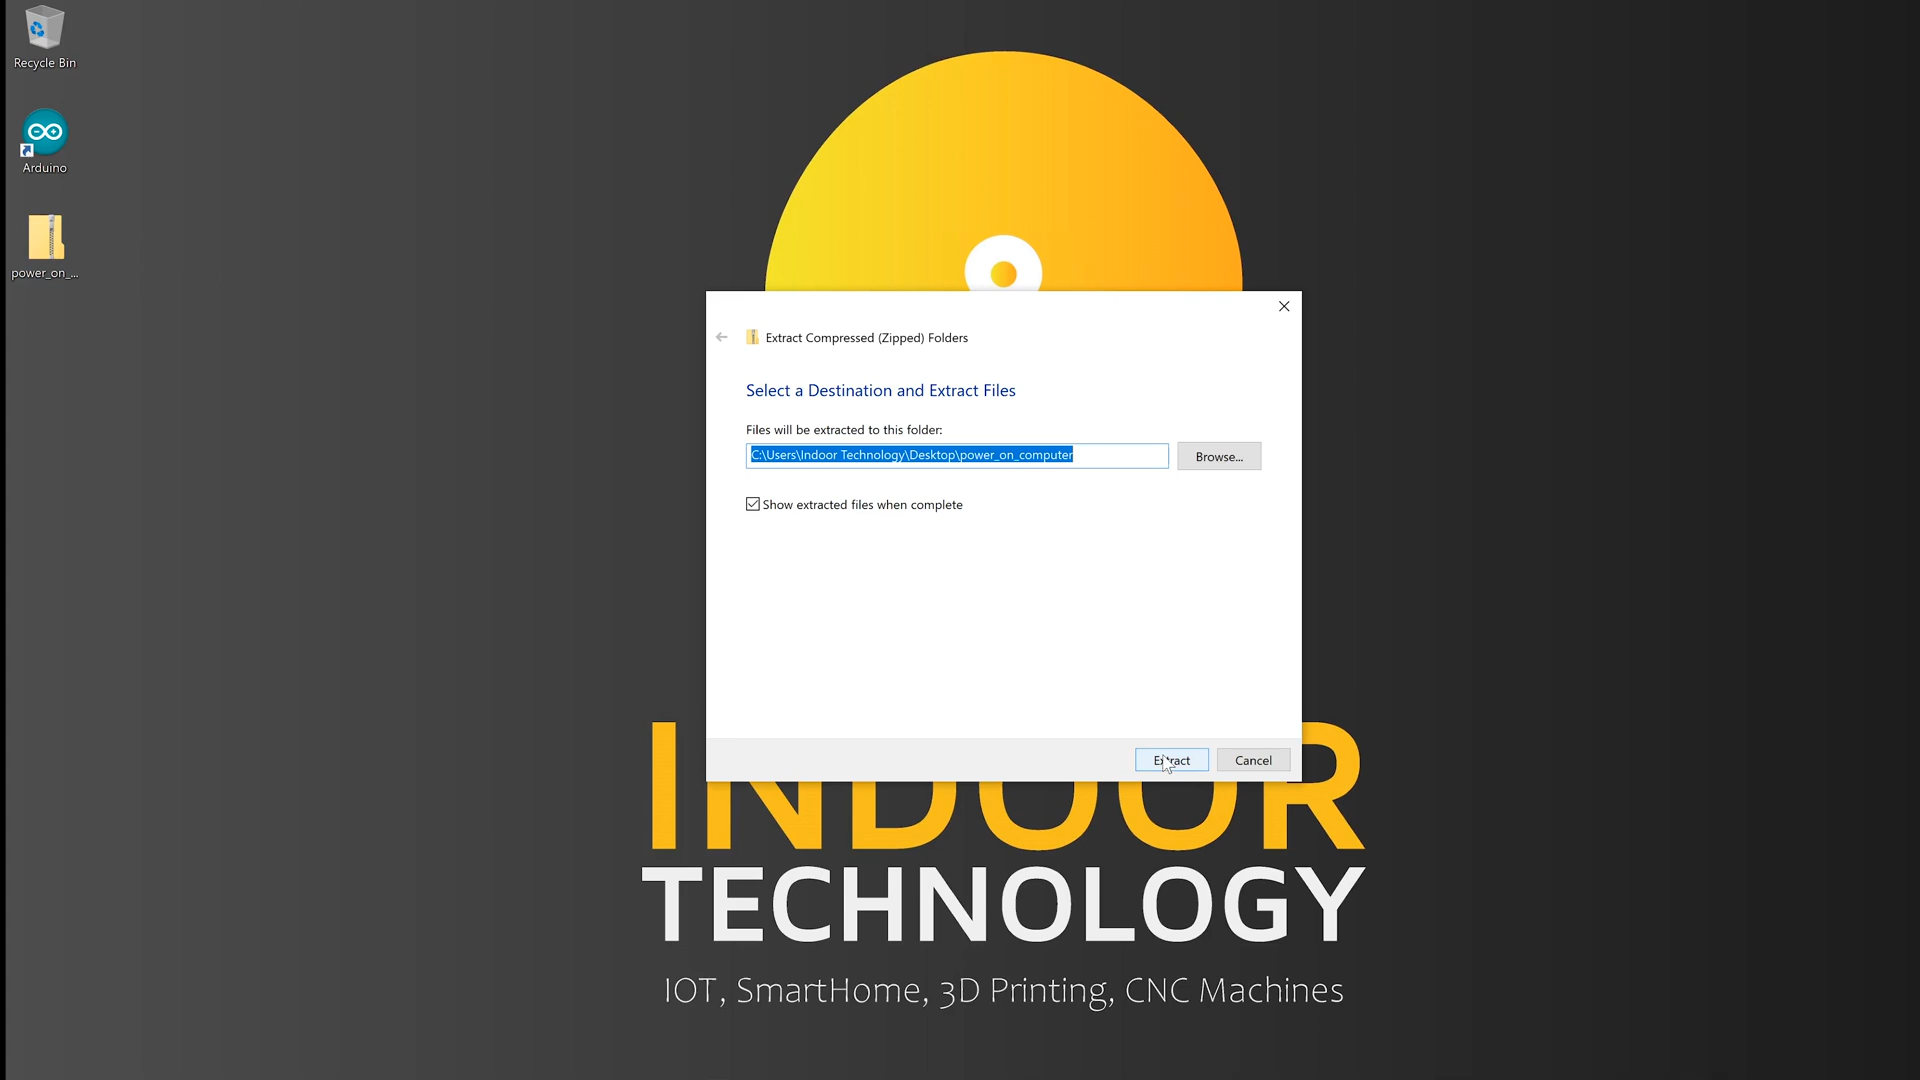 Recycle Bin
Arduino
power_on_...
Extract Compressed (Zipped) Folders
Select a Destination and Extract Files
Files will be extracted to this folder:
C:\Users\Indoor Technology\Desktop\power_on_computer
Browse...
Show extracted files when complete
Extract
Cancel
INDOOR
TECHNOLOGY
IOT, SmartHome, 3D Printing, CNC Machines